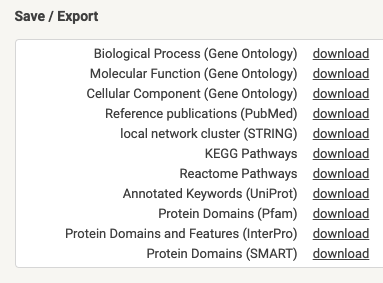 Save / Export
Biological Process (Gene Ontology) download
Molecular Function (Gene Ontology) download
Cellular Component (Gene Ontology) download
Reference publications (PubMed) download
local network cluster (STRING) download
KEGG Pathways download
Reactome Pathways download
Annotated Keywords (UniProt) download
Protein Domains (Pfam) download
Protein Domains and Features (InterPro) download
Protein Domains (SMART) download